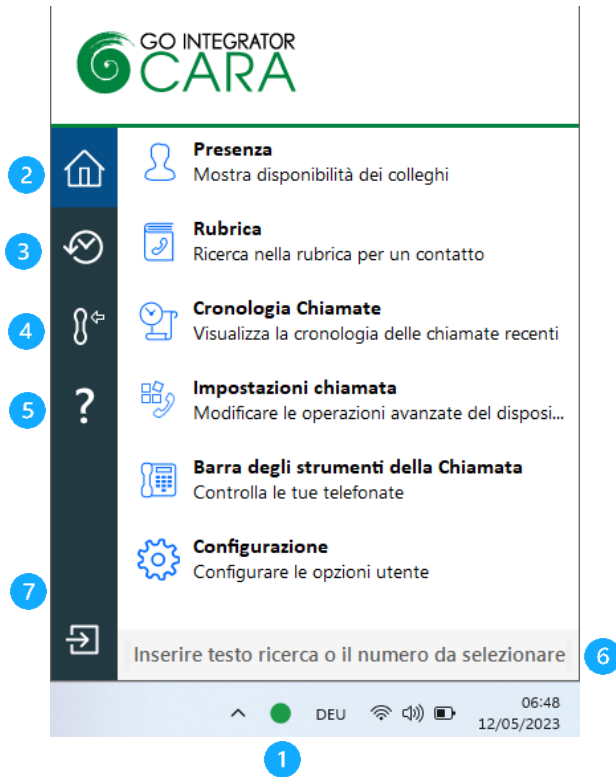 GO INTEGRATOR
CARA
2
Presenza
Mostra disponibilità dei colleghi
3
Rubrica
Ricerca nella rubrica per un contatto
4
Cronologia Chiamate
Visualizza la cronologia delle chiamate recenti
5
?
Impostazioni chiamata
Modificare le operazioni avanzate del disposi...
Barra degli strumenti della Chiamata
Controlla le tue telefonate
Configurazione
Configurare le opzioni utente
7
Inserire testo ricerca o il numero da selezionare
6
DEU
06:48
12/05/2023
1